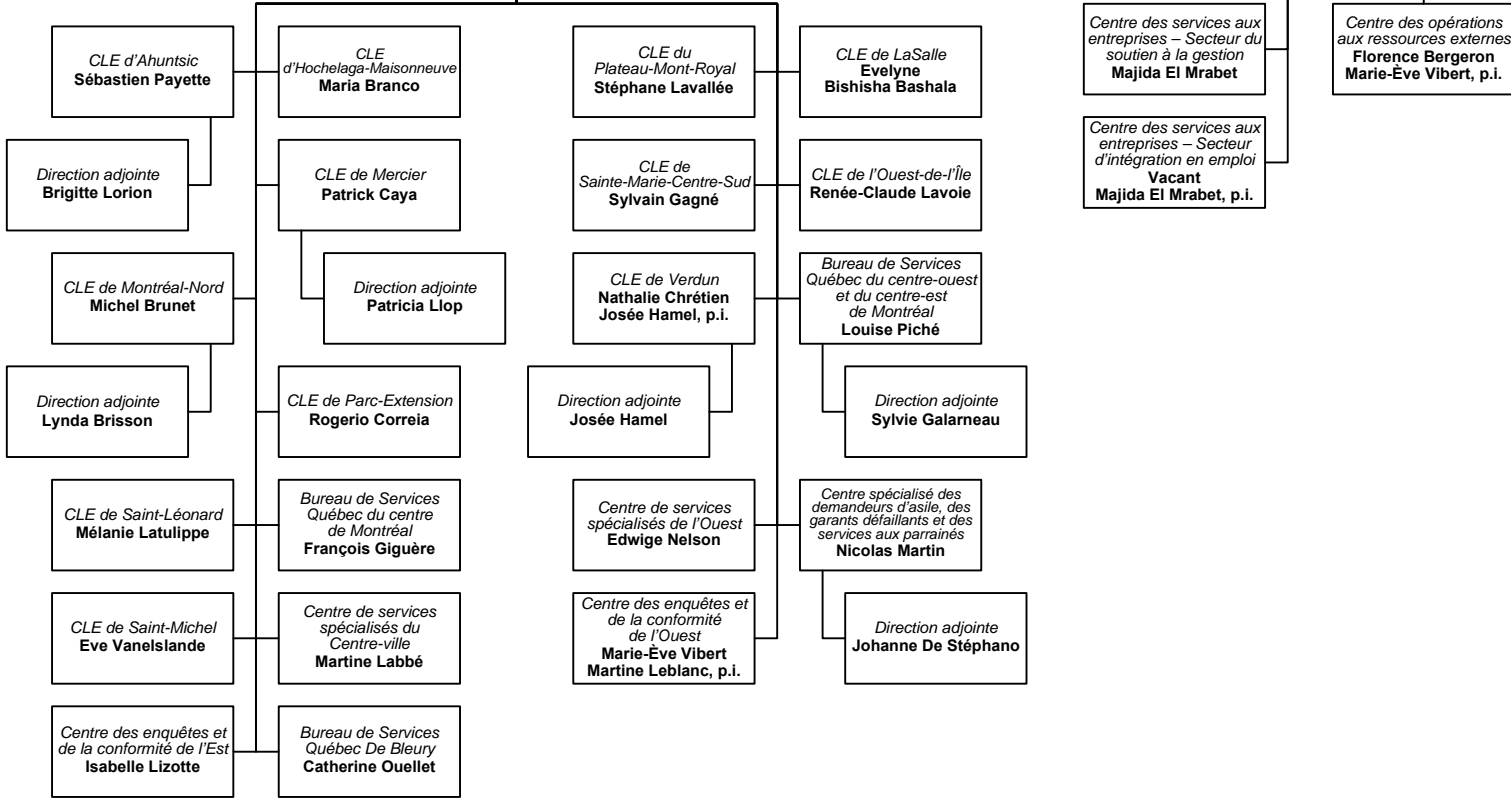 CLE d’Ahuntsic
Sébastien Payette
CLE
d’Hochelaga-Maisonneuve
Maria Branco
Direction adjointe
Brigitte Lorion
CLE de Mercier
Patrick Caya
CLE de Montréal-Nord
Michel Brunet
Direction adjointe
Patricia Llop
Direction adjointe
Lynda Brisson
CLE de Parc-Extension
Rogerio Correia
CLE de Saint-Léonard
Mélanie Latulippe
Bureau de Services
Québec du centre
de Montréal
François Giguère
CLE de Saint-Michel
Eve Vanelslande
Centre de services
spécialisés du
Centre-ville
Martine Labbé
Centre des enquêtes et
de la conformité de l’Est
Isabelle Lizotte
Bureau de Services
Québec De Bleury
Catherine Ouellet
CLE du
Plateau-Mont-Royal
Stéphane Lavallée
CLE de LaSalle
Evelyne
Bishisha Bashala
CLE de
Sainte-Marie-Centre-Sud
Sylvain Gagné
CLE de l’Ouest-de-l’Île
Renée-Claude Lavoie
CLE de Verdun
Nathalie Chrétien
Josée Hamel, p.i.
Bureau de Services
Québec du centre-ouest
et du centre-est
de Montréal
Louise Piché
Direction adjointe
Josée Hamel
Direction adjointe
Sylvie Galarneau
Centre de services
spécialisés de l’Ouest
Edwige Nelson
Centre spécialisé des
demandeurs d’asile, des
garants défaillants et des
services aux parrainés
Nicolas Martin
Centre des enquêtes et
de la conformité
de l’Ouest
Marie-Ève Vibert
Martine Leblanc, p.i.
Direction adjointe
Johanne De Stéphano
Centre des services aux
entreprises – Secteur du
soutien à la gestion
Majida El Mrabet
Centre des services aux
entreprises – Secteur
d’intégration en emploi
Vacant
Majida El Mrabet, p.i.
Centre des opérations
aux ressources externes
Florence Bergeron
Marie-Ève Vibert, p.i.